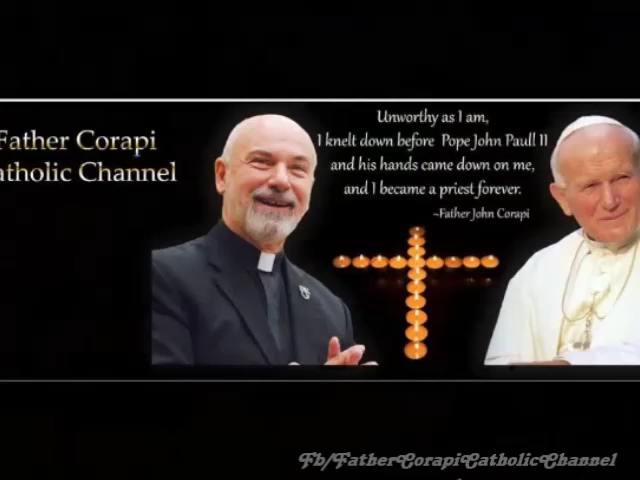 Father Corapi
atholic Channel
Unworthy as I am,
I knelt down before Pope John Paull II
and his hands came down on me,
and I became a priest forever.
~Father John Corapi
Fb/FatherCorapiCatholicChannel